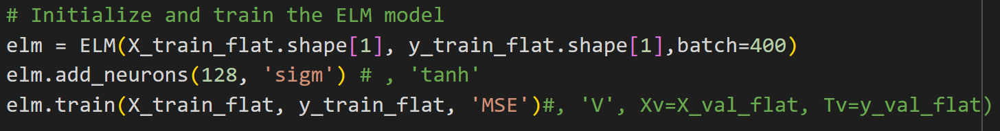 # Initialize and train the ELM model
elm = ELM(X_train_flat.shape[1], y_train_flat.shape[1],batch=400)
elm.add_neurons(128, 'sigm') # , 'tanh'
elm.train(X_train_flat, y_train_flat, 'MSE')#, 'V', Xv=X_val_flat, Tv=y_val_flat)